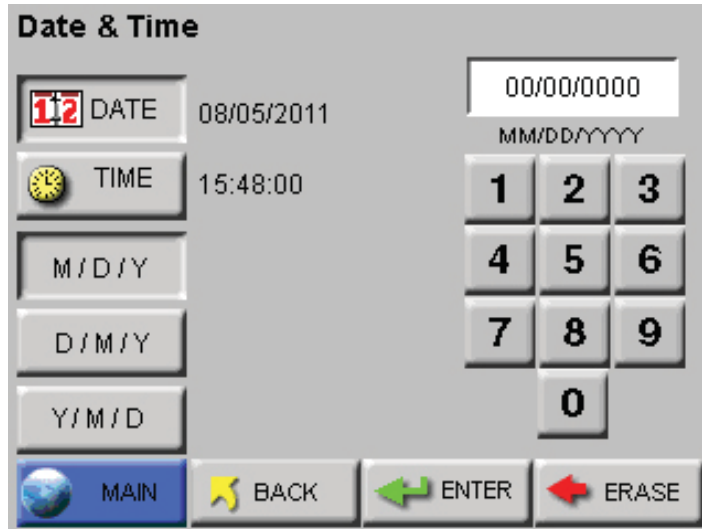 Date & Time
12 DATE 08/05/2011
00/00/0000
MM/DD/YYYY
TIME 15:48:00
1 2 3
M/D/Y
4 5 6
D/M/Y
7 8 9
Y/M/D
0
MAIN BACK ENTER ERASE